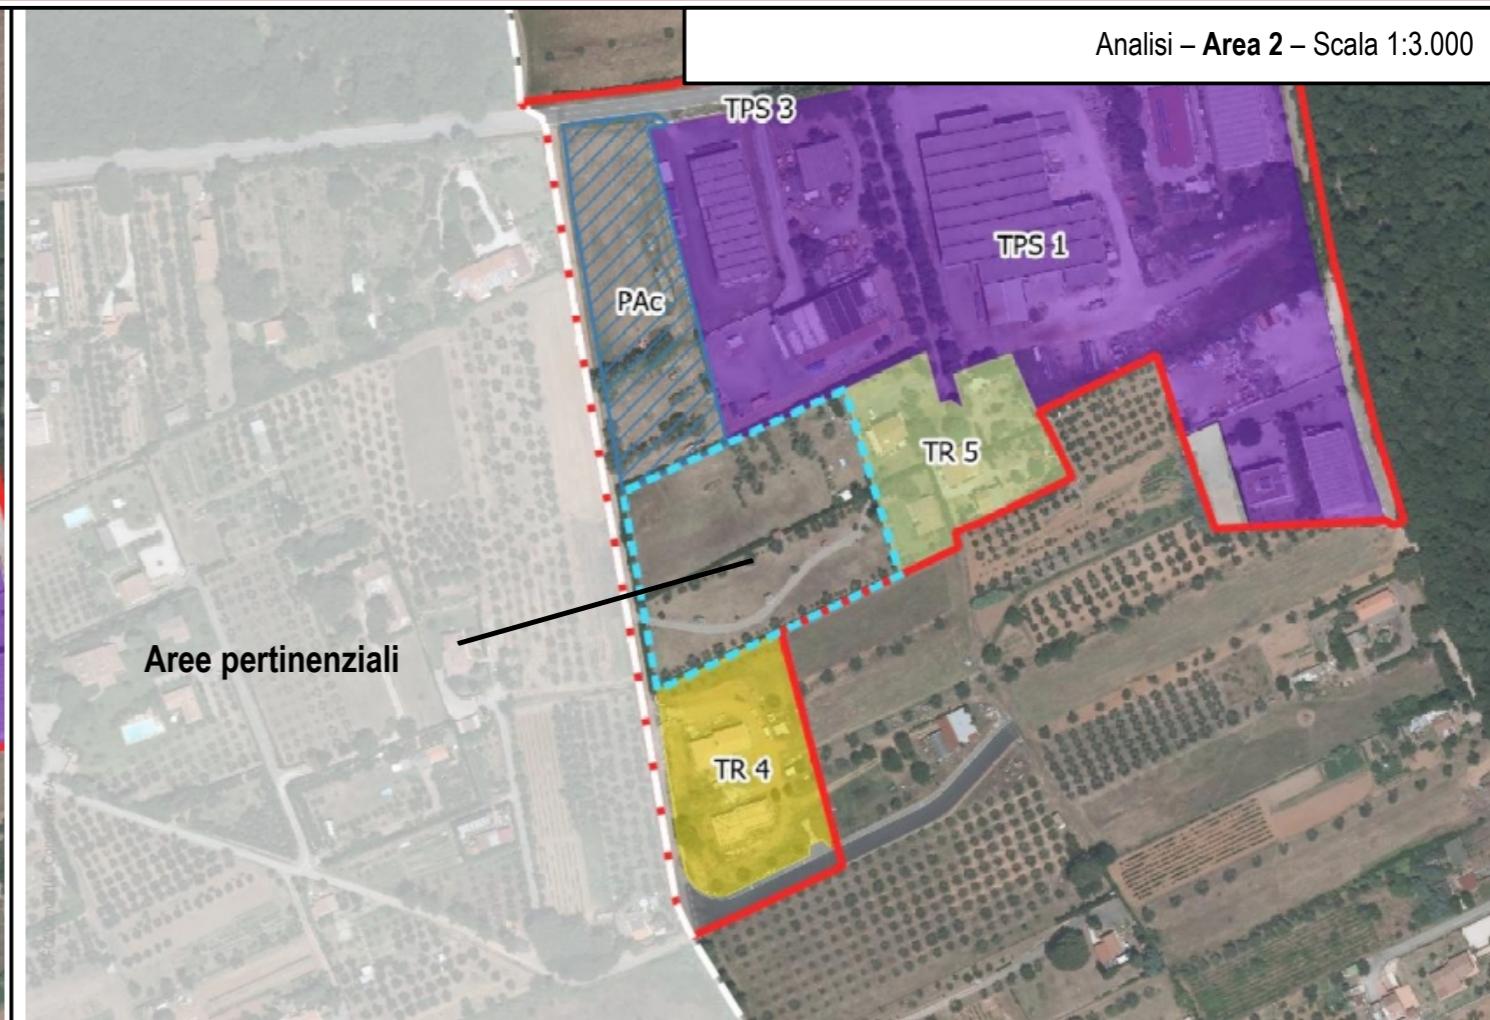 Analisi – Area 2 – Scala 1:3.000
TPS 3
TPS 1
PAc
TR 5
Aree pertinenziali
TR 4